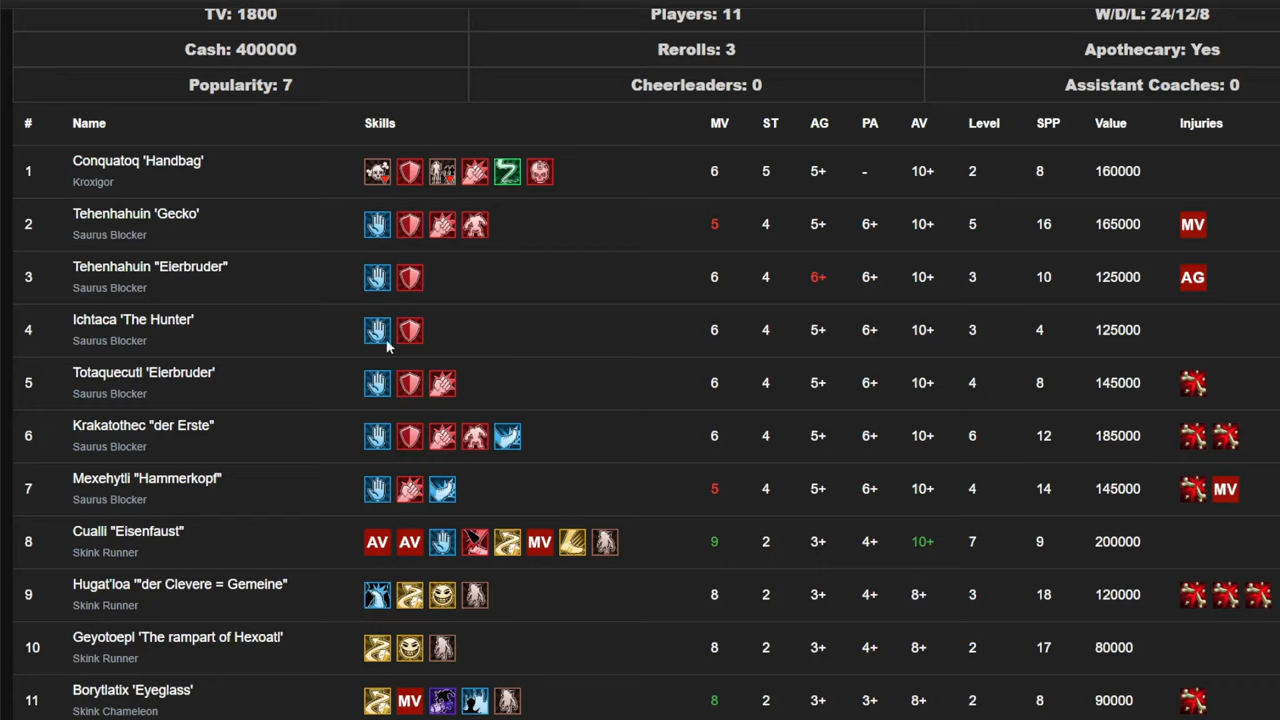 TV: 1800 Players: 11 W/D/L: 24/12/8
Cash: 400000 Rerolls: 3 Apothecary: Yes
Popularity: 7 Cheerleaders: 0 Assistant Coaches: 0
# Name Skills MV ST AG PA AV Level SPP Value Injuries
1 Conquatoq 'Handbag' 6 5 5+ - 10+ 2 8 160000
Kroxigor
2 Tehenhahuin 'Gecko' 5 4 5+ 6+ 10+ 5 16 165000 MV
Saurus Blocker
3 Tehenhahuin "Eierbruder" 6 4 6+ 6+ 10+ 3 10 125000 AG
Saurus Blocker
4 Ichtaca 'The Hunter' 6 4 5+ 6+ 10+ 3 4 125000
Saurus Blocker
5 Totaquecutl 'Eierbruder' 6 4 5+ 6+ 10+ 4 8 145000
Saurus Blocker
6 Krakatothec "der Erste" 6 4 5+ 6+ 10+ 6 12 185000
Saurus Blocker
7 Mexehytli "Hammerkopf" 5 4 5+ 6+ 10+ 4 14 145000 MV
Saurus Blocker
8 Cualli "Eisenfaust" AV AV MV 9 2 3+ 4+ 10+ 7 9 200000
Skink Runner
9 Hugat'loa '"der Clevere = Gemeine" 8 2 3+ 4+ 8+ 3 18 120000
Skink Runner
10 Geyotoepl 'The rampart of Hexoatl' 8 2 3+ 4+ 8+ 2 17 80000
Skink Runner
11 Borytlatix 'Eyeglass' MV 8 2 3+ 3+ 8+ 2 8 90000
Skink Chameleon